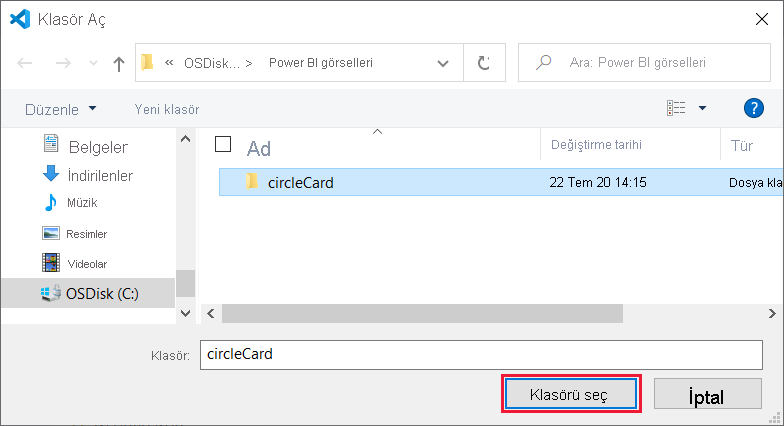 Klasör Aç
« OSDisk... > Power BI görselleri
Ara: Power BI görselleri
Düzenle
Yeni klasör
Belgeler
İndirilenler
Müzik
Resimler
Videolar
OSDisk (C:)
Ad
Değiştirme tarihi
Tür
circleCard
22 Tem 20 14:15
Dosya kla
Klasör:
circleCard
Klasörü seç
İptal